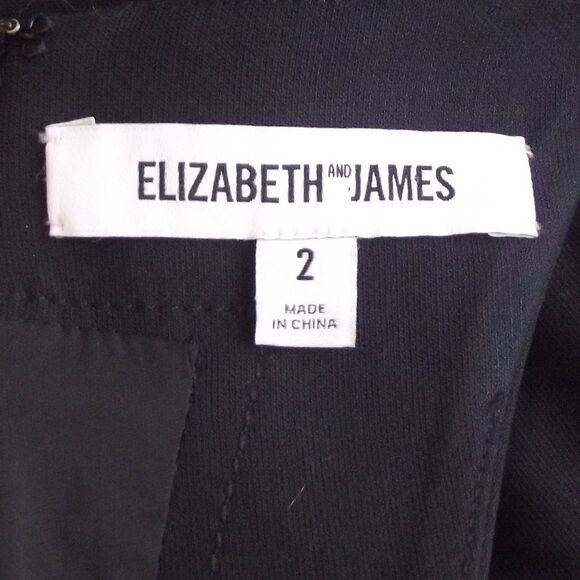 ELIZABETH AND JAMES
2
MADE
IN CHINA